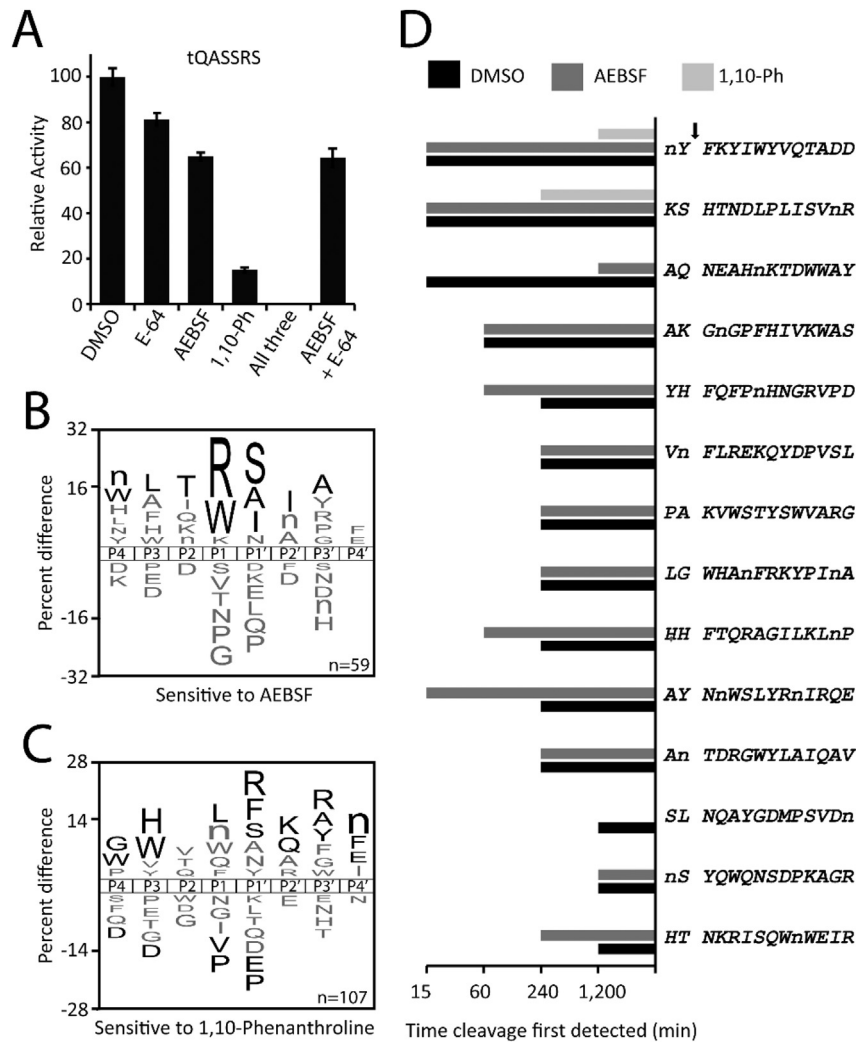 A
tQASSRS
Relative Activity
100
80
60
40
20
0
DMSO
E-64
AEBSF
1,10-Ph
All three
AEBSF + E-64
B
Percent difference
32
16
-16
-32
P4 P3 P2 P1 P1' P2' P3' P4'
n=59
Sensitive to AEBSF
C
Percent difference
28
14
-14
-28
P4 P3 P2 P1 P1' P2' P3' P4'
n=107
Sensitive to 1,10-Phenanthroline
D
DMSO AEBSF 1,10-Ph
nY FKYIWYVQTADD
KS HTNDLPLISVnR
AQ NEAHnKTDWWAY
AK GnGPFHIVKWAS
YH FQFPnHNGRVPD
Vn FLREKQYDPVSL
PA KVWSTYSWVARG
LG WHAnFRKYPInA
HH FTQRAGILKLnP
AY NnWSLYRnIRQE
An TDRGWYLAIQAV
SL NQAYGDMPSVDn
nS YQWQNSDPKAGR
HT NKRISQWnWEIR
15 60 240 1,200
Time cleavage first detected (min)